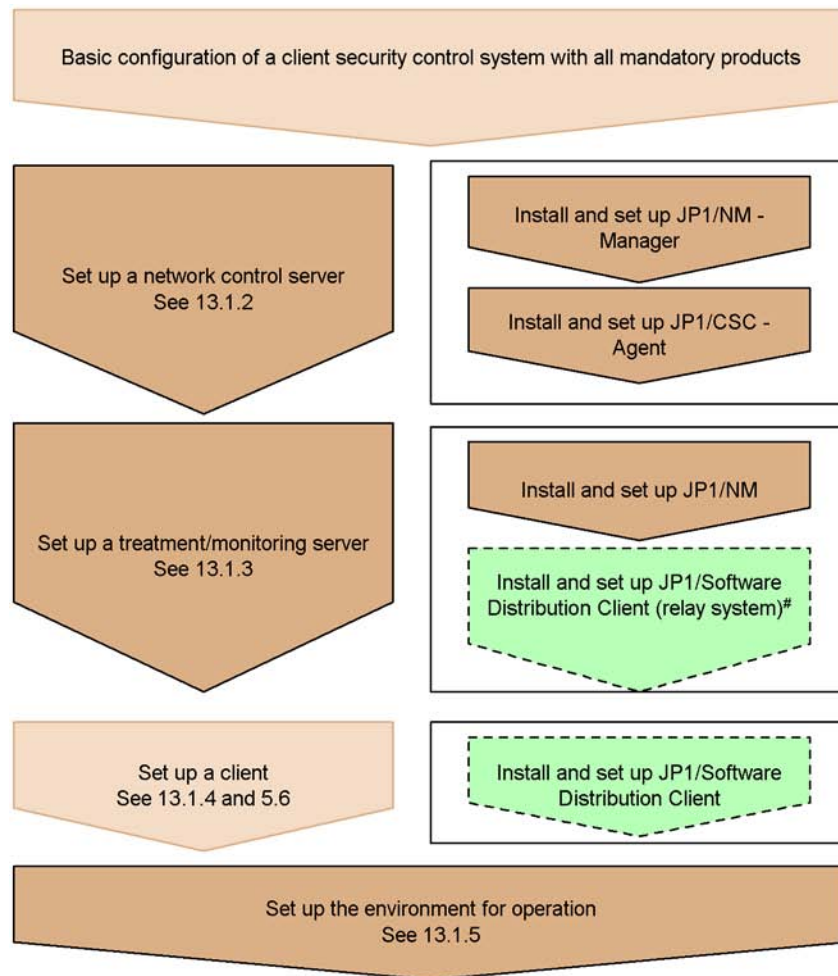 Basic configuration of a client security control system with all mandatory products
Set up a network control server
See 13.1.2
Install and set up JP1/NM -
Manager
Install and set up JP1/CSC -
Agent
Set up a treatment/monitoring server
See 13.1.3
Install and set up JP1/NM
Install and set up JP1/Software
Distribution Client (relay system)#
Set up a client
See 13.1.4 and 5.6
Install and set up JP1/Software
Distribution Client
Set up the environment for operation
See 13.1.5